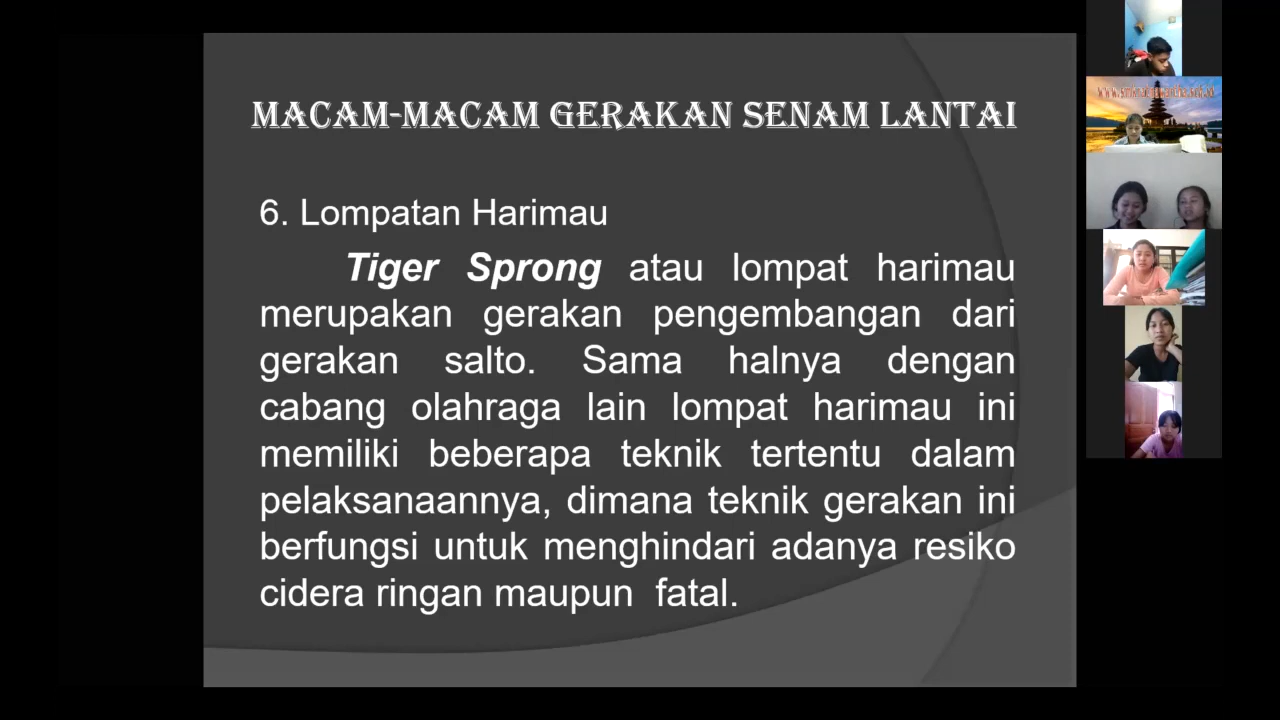 MACAM-MACAM GERAKAN SENAM LANTAI
6. Lompatan Harimau
Tiger Sprong atau lompat harimau
merupakan gerakan pengembangan dari
gerakan salto. Sama halnya dengan
cabang olahraga lain lompat harimau ini
memiliki beberapa teknik tertentu dalam
pelaksanaannya, dimana teknik gerakan ini
berfungsi untuk menghindari adanya resiko
cidera ringan maupun fatal.